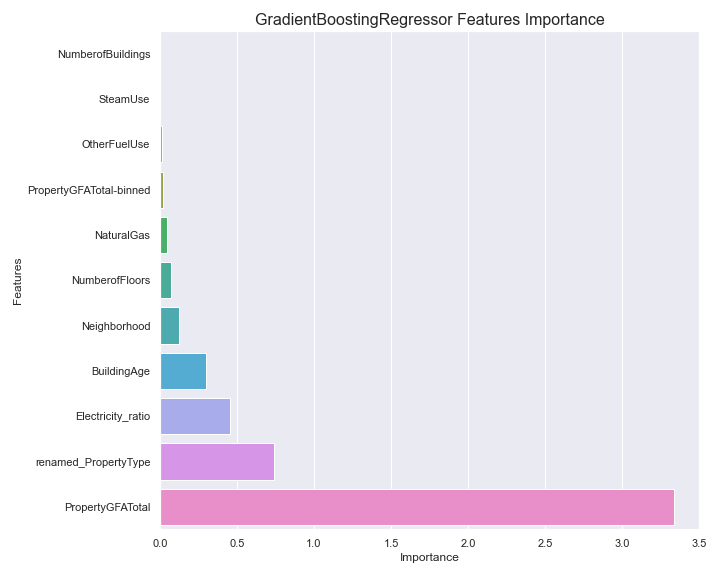 GradientBoostingRegressor Features Importance
NumberofBuildings
SteamUse
OtherFuelUse
PropertyGFATotal-binned
NaturalGas
NumberofFloors
Neighborhood
BuildingAge
Electricity_ratio
renamed_PropertyType
PropertyGFATotal
Features
0.0 0.5 1.0 1.5 2.0 2.5 3.0 3.5
Importance